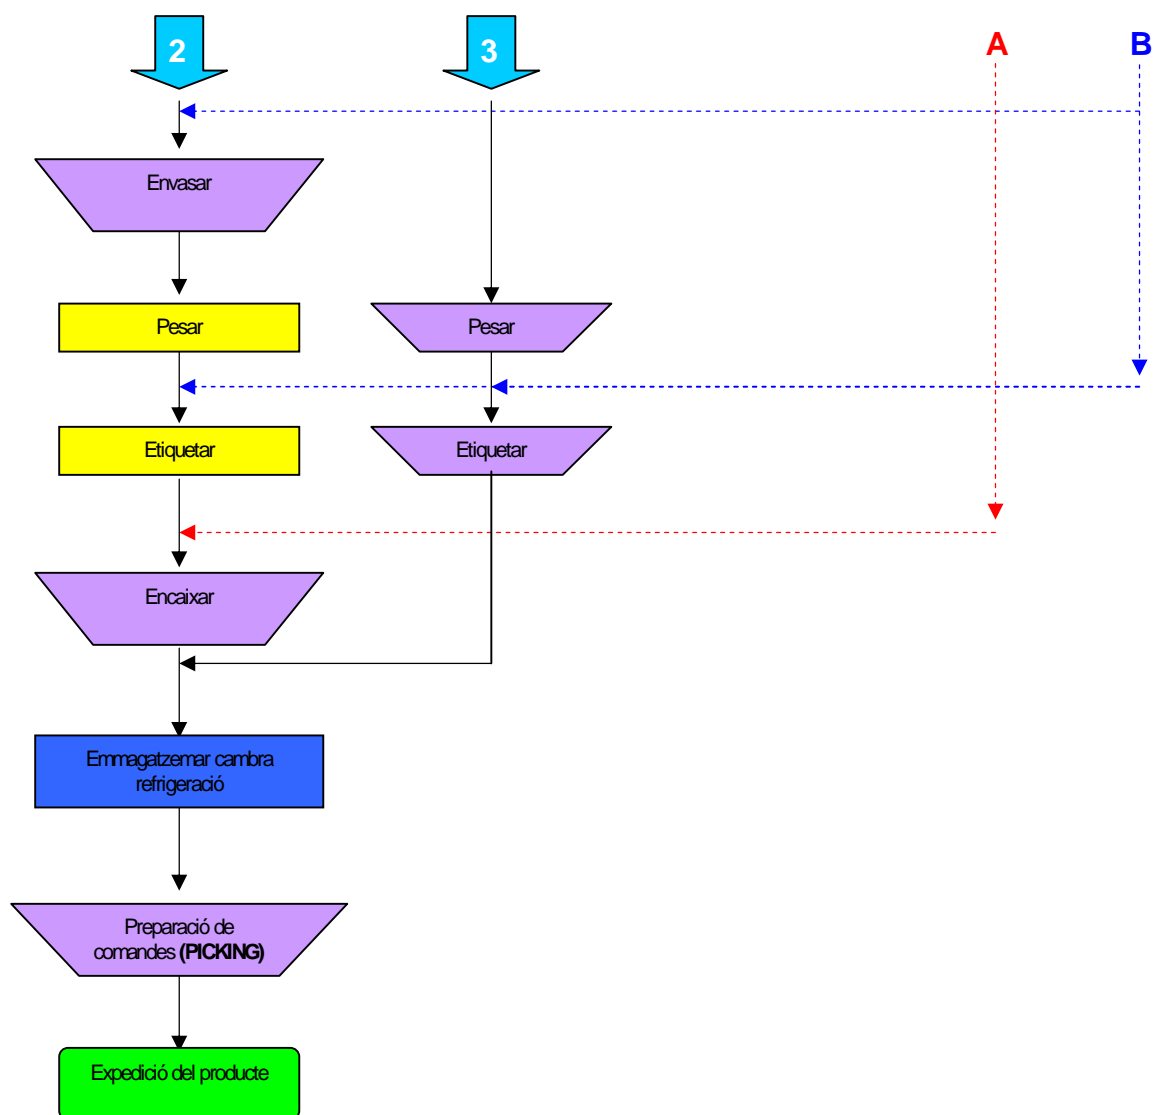 2
3
A
B
Envasar
Pesar
Pesar
Etiquetar
Etiquetar
Encaixar
Emmagatzemar cambra
refrigeració
Preparació de
comandes (PICKING)
Expedició del producte